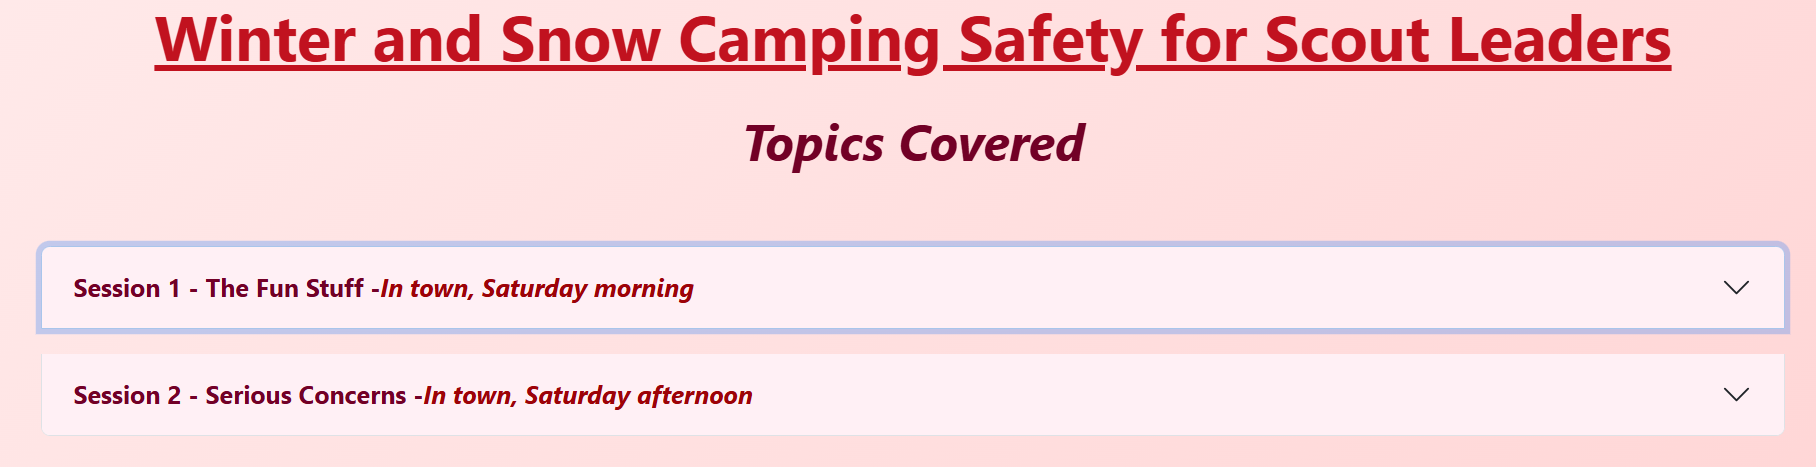 Winter and Snow Camping Safety for Scout Leaders
Topics Covered
Session 1 - The Fun Stuff -In town, Saturday morning
Session 2 - Serious Concerns -In town, Saturday afternoon